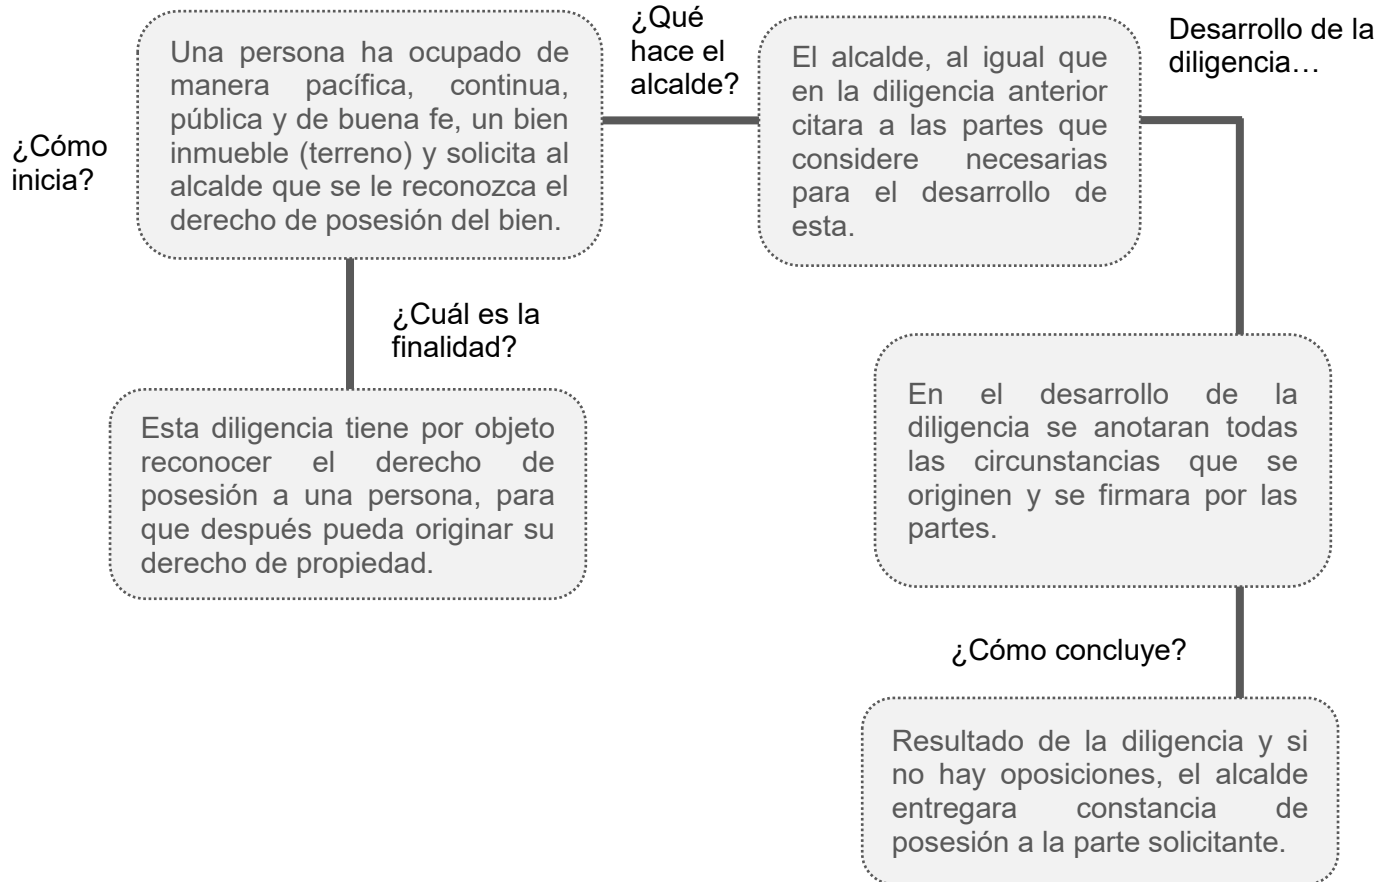 ¿Cómo
inicia?
Una persona ha ocupado de
manera pacífica, continua,
pública y de buena fe, un bien
inmueble (terreno) y solicita al
alcalde que se le reconozca el
derecho de posesión del bien.
¿Cuál es la
finalidad?
Esta diligencia tiene por objeto
reconocer el derecho de
posesión a una persona, para
que después pueda originar su
derecho de propiedad.
¿Qué
hace el
alcalde?
El alcalde, al igual que
en la diligencia anterior
citara a las partes que
considere necesarias
para el desarrollo de
esta.
Desarrollo de la
diligencia…
En el desarrollo de la
diligencia se anotaran todas
las circunstancias que se
originen y se firmara por las
partes.
¿Cómo concluye?
Resultado de la diligencia y si
no hay oposiciones, el alcalde
entregara constancia de
posesión a la parte solicitante.